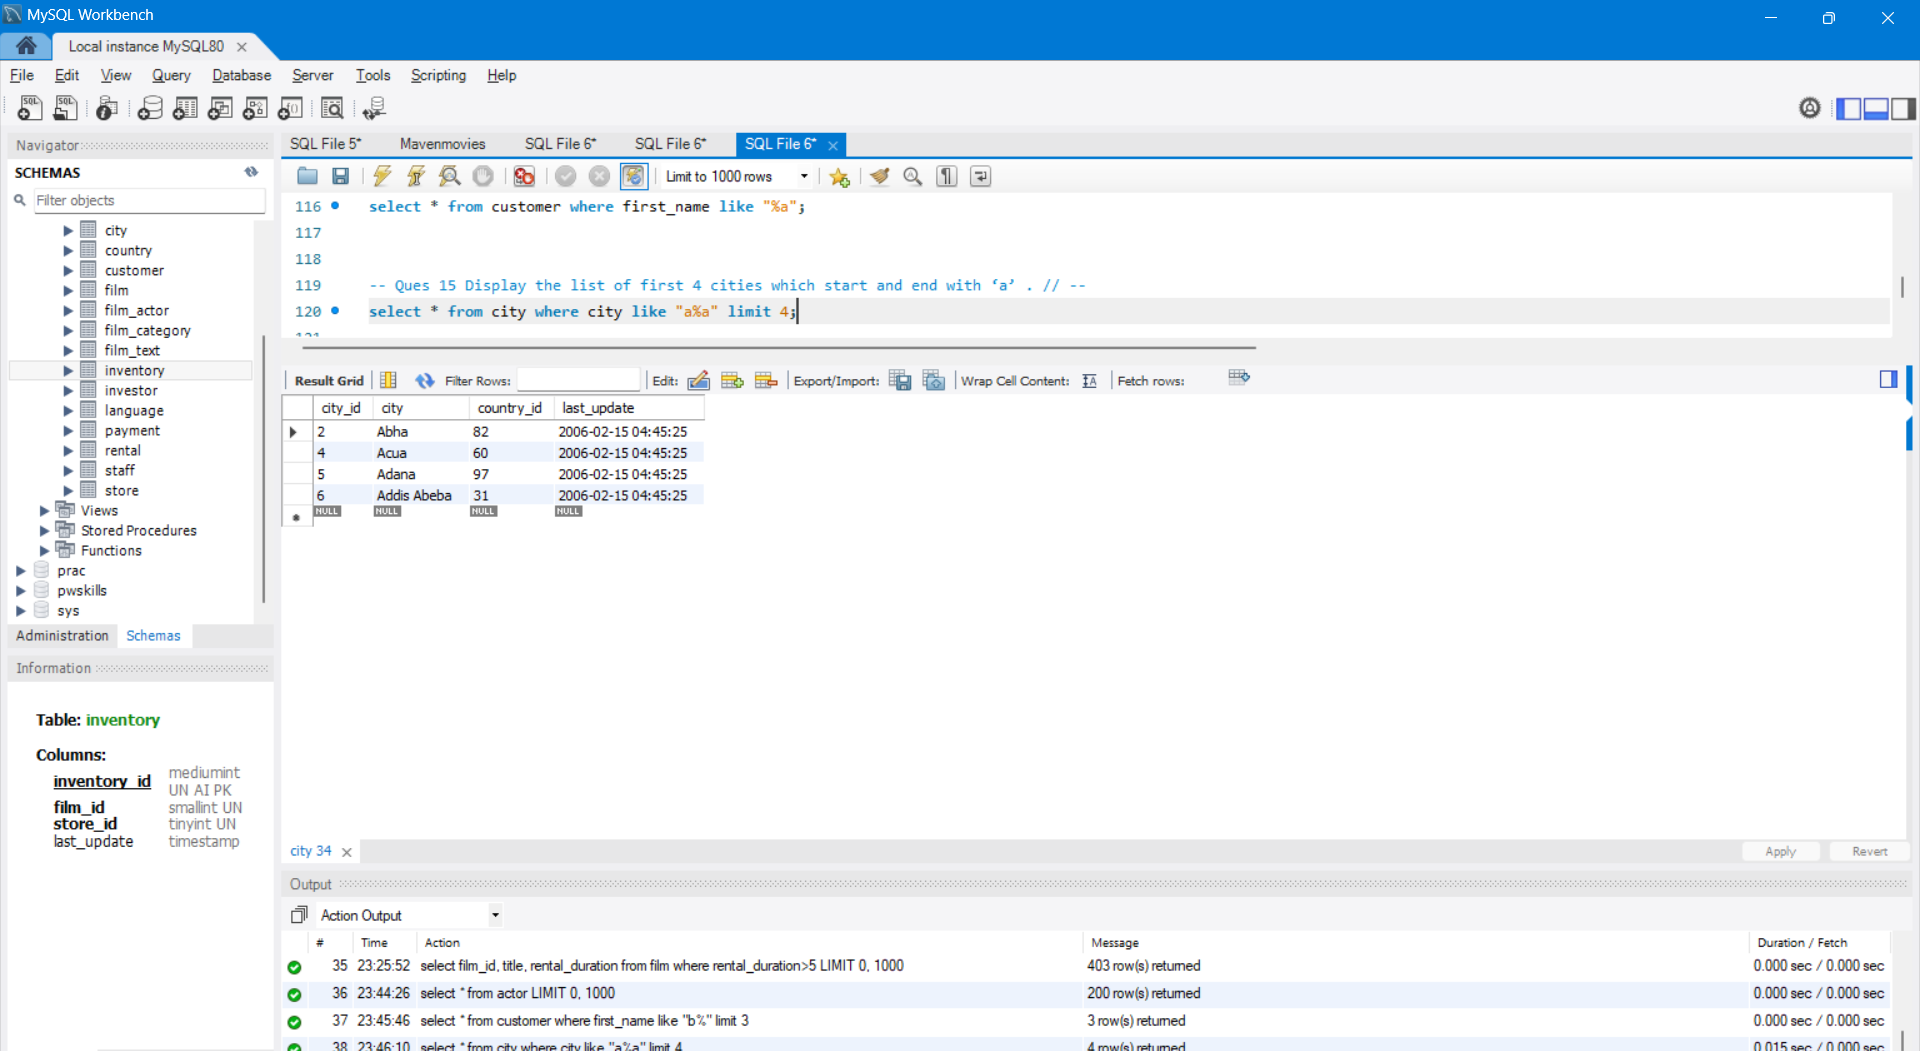 MySQL Workbench
Local instance MySQL80
File Edit View Query Database Server Tools Scripting Help
Navigator
SCHEMAS
Filter objects
city
country
customer
film
film_actor
film_category
film_text
inventory
investor
language
payment
rental
staff
store
Views
Stored Procedures
Functions
prac
pwskills
sys
Administration Schemas
Information
Table: inventory
Columns:
inventory_id mediumint UN AI PK
film_id smallint UN
store_id tinyint UN
last_update timestamp
SQL File 5* Mavenmovies SQL File 6* SQL File 6* SQL File 6*
Limit to 1000 rows
116 select * from customer where first_name like "%a";
117
118
119 -- Ques 15 Display the list of first 4 cities which start and end with ‘a’ . // --
120 select * from city where city like "a%a" limit 4;
121
Result Grid Filter Rows: Edit: Export/Import: Wrap Cell Content: Fetch rows:
city_id city country_id last_update
2 Abha 82 2006-02-15 04:45:25
4 Acua 60 2006-02-15 04:45:25
5 Adana 97 2006-02-15 04:45:25
6 Addis Abeba 31 2006-02-15 04:45:25
NULL NULL NULL NULL
city 34 Apply Revert
Output
Action Output
# Time Action Message Duration / Fetch
35 23:25:52 select film_id, title, rental_duration from film where rental_duration>5 LIMIT 0, 1000 403 row(s) returned 0.000 sec / 0.000 sec
36 23:44:26 select * from actor LIMIT 0, 1000 200 row(s) returned 0.000 sec / 0.000 sec
37 23:45:46 select * from customer where first_name like "b%" limit 3 3 row(s) returned 0.000 sec / 0.000 sec
38 23:46:10 select * from city where city like "a%a" limit 4 4 row(s) returned 0.015 sec / 0.000 sec